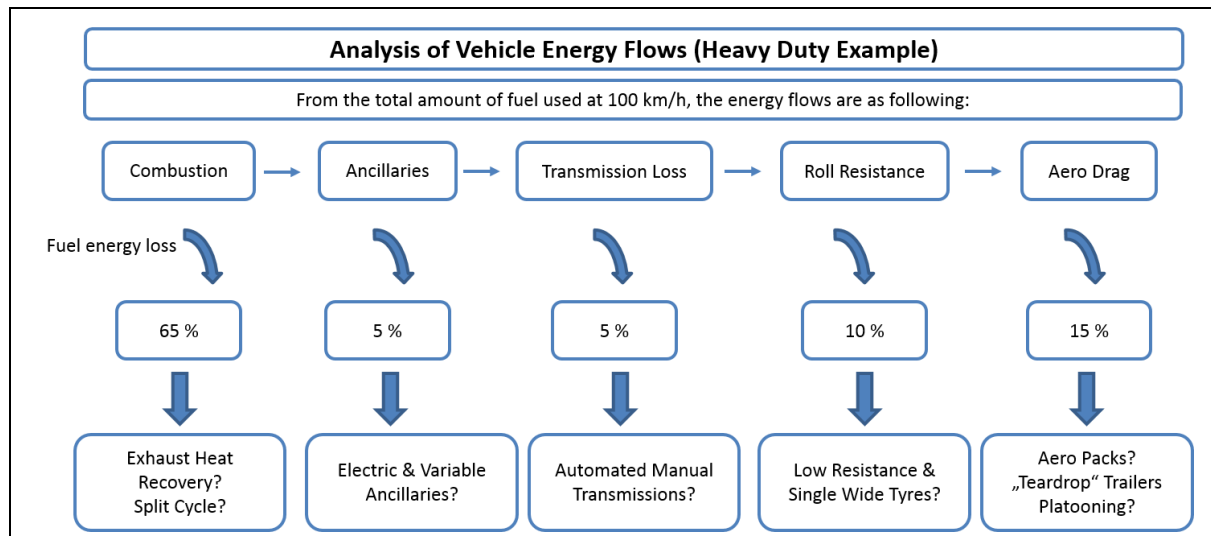 Analysis of Vehicle Energy Flows (Heavy Duty Example)
From the total amount of fuel used at 100 km/h, the energy flows are as following:
Combustion
Ancillaries
Transmission Loss
Roll Resistance
Aero Drag
Fuel energy loss
65 %
5 %
5 %
10 %
15 %
Exhaust Heat
Recovery?
Split Cycle?
Electric & Variable
Ancillaries?
Automated Manual
Transmissions?
Low Resistance &
Single Wide Tyres?
Aero Packs?
„Teardrop“ Trailers
Platooning?